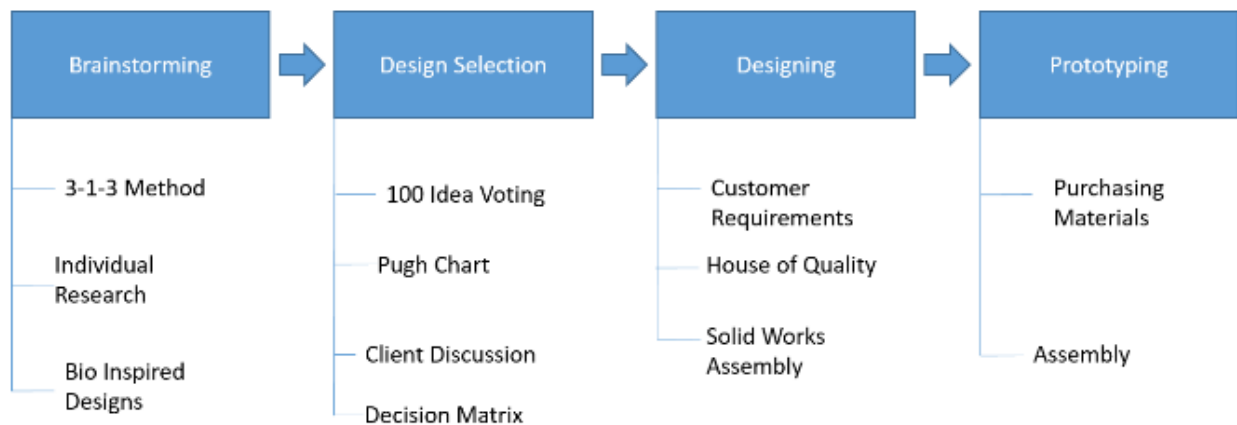 Brainstorming
3-1-3 Method
Individual
Research
Bio Inspired
Designs
Design Selection
100 Idea Voting
Pugh Chart
Client Discussion
Decision Matrix
Designing
Customer
Requirements
House of Quality
Solid Works
Assembly
Prototyping
Purchasing
Materials
Assembly